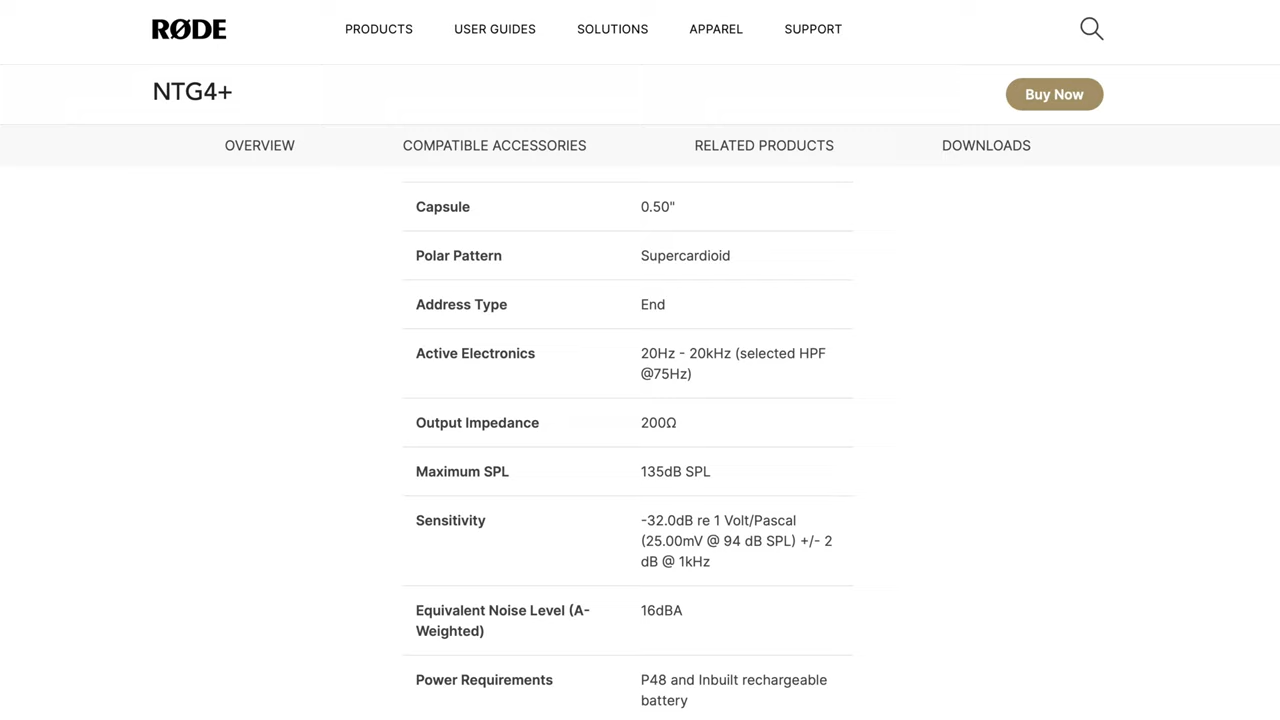 RØDE PRODUCTS USER GUIDES SOLUTIONS APPAREL SUPPORT
NTG4+ Buy Now
OVERVIEW COMPATIBLE ACCESSORIES RELATED PRODUCTS DOWNLOADS
Capsule 0.50"
Polar Pattern Supercardioid
Address Type End
Active Electronics 20Hz - 20kHz (selected HPF
@75Hz)
Output Impedance 200Ω
Maximum SPL 135dB SPL
Sensitivity -32.0dB re 1 Volt/Pascal
(25.00mV @ 94 dB SPL) +/- 2
dB @ 1kHz
Equivalent Noise Level (A- 16dBA
Weighted)
Power Requirements P48 and Inbuilt rechargeable
battery